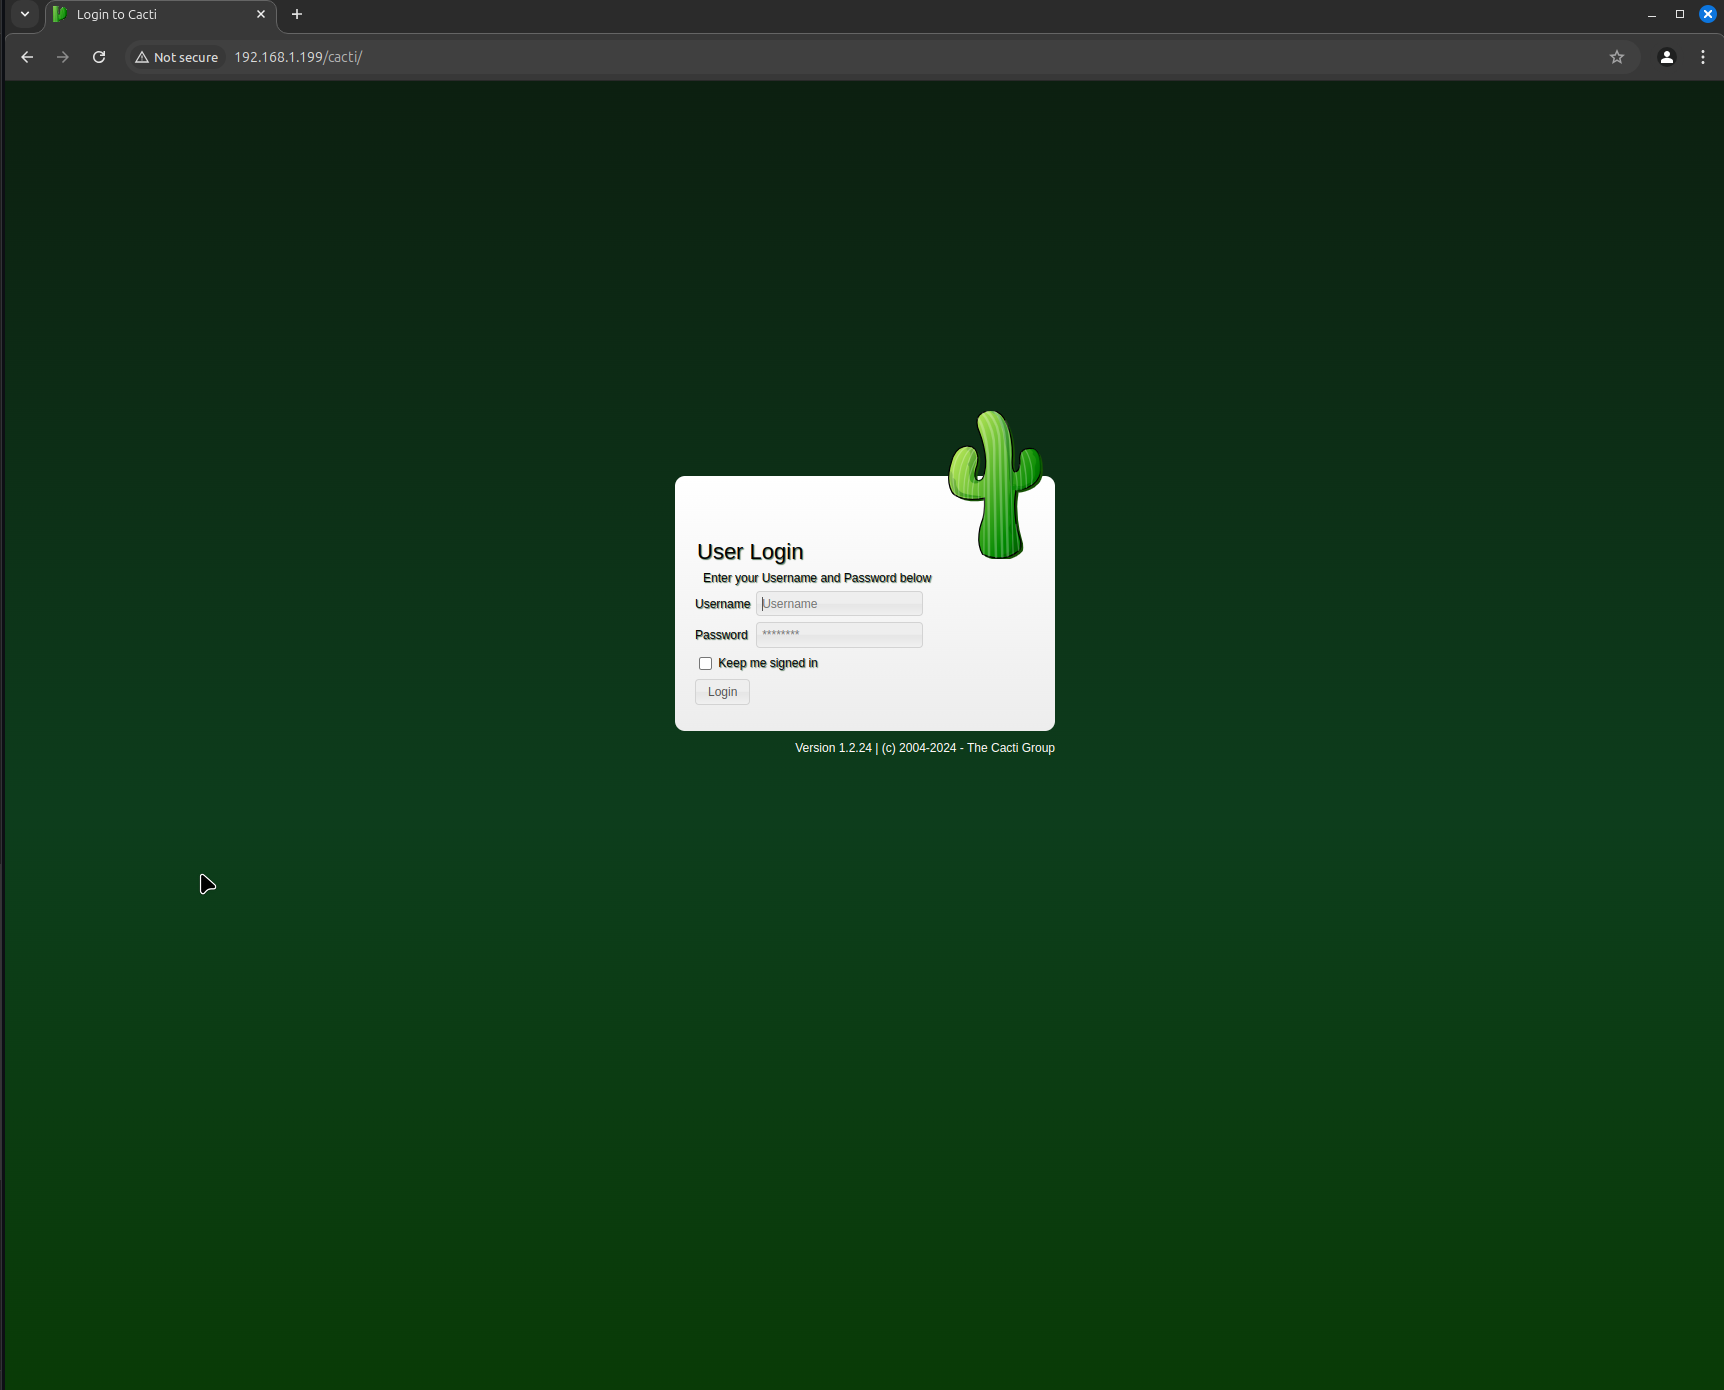 Login to Cacti
Not secure
192.168.1.199/cacti/
User Login
Enter your Username and Password below
Username Username
Password ********
Keep me signed in
Login
Version 1.2.24 | (c) 2004-2024 - The Cacti Group